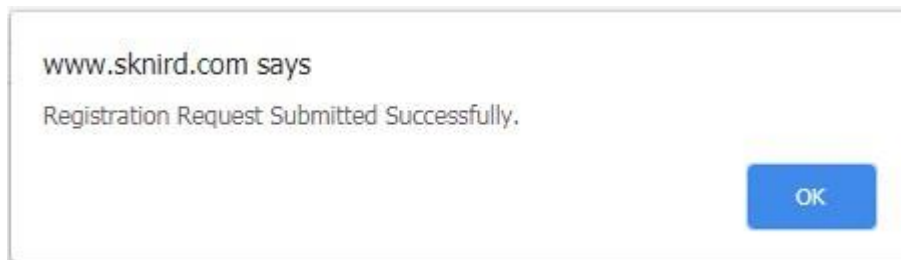 www.sknird.com says
Registration Request Submitted Successfully.
OK